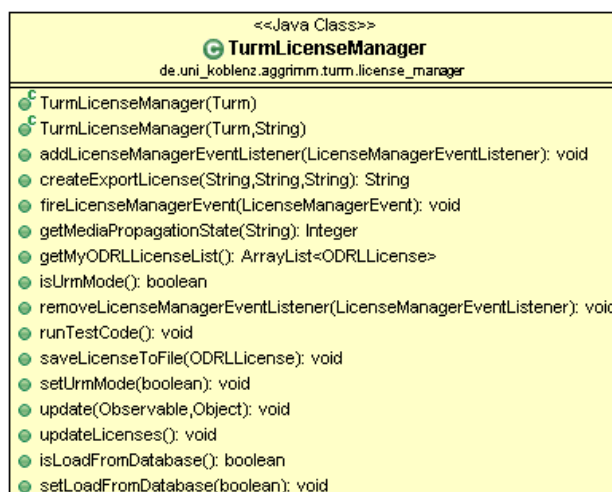 <<Java Class>>
C TurmLicenseManager
de.uni_koblenz.aggrimm.turm.license_manager
C TurmLicenseManager(Turm)
C TurmLicenseManager(Turm,String)
addLicenseManagerEventListener(LicenseManagerEventListener): void
createExportLicense(String,String,String): String
fireLicenseManagerEvent(LicenseManagerEvent): void
getMediaPropagationState(String): Integer
getMyODRLLicenseList(): ArrayList<ODRLLicense>
isUrmMode(): boolean
removeLicenseManagerEventListener(LicenseManagerEventListener): void
runTestCode(): void
saveLicenseToFile(ODRLLicense): void
setUrmMode(boolean): void
update(Observable,Object): void
updateLicenses(): void
isLoadFromDatabase(): boolean
setLoadFromDatabase(boolean): void